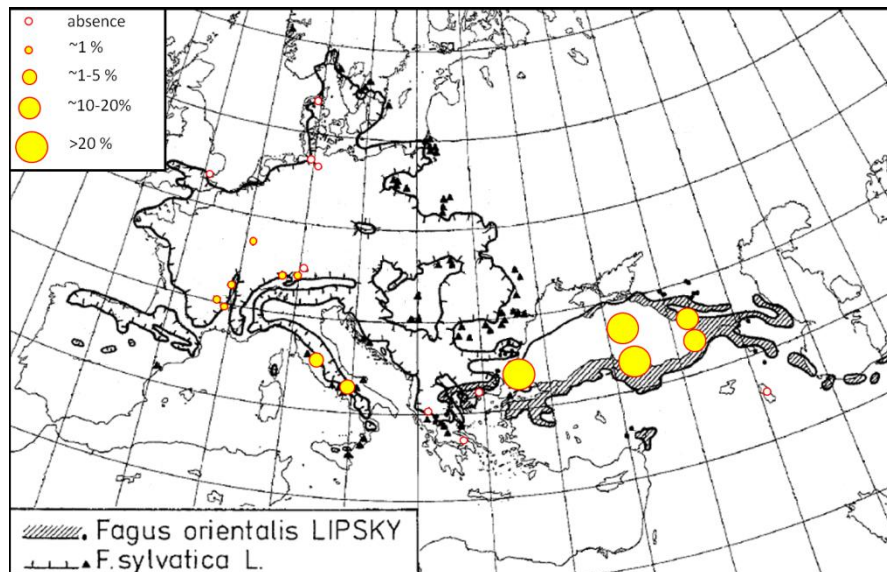 absence
~1 %
~1-5 %
~10-20%
>20 %
Fagus orientalis LIPSKY
F. sylvatica L.